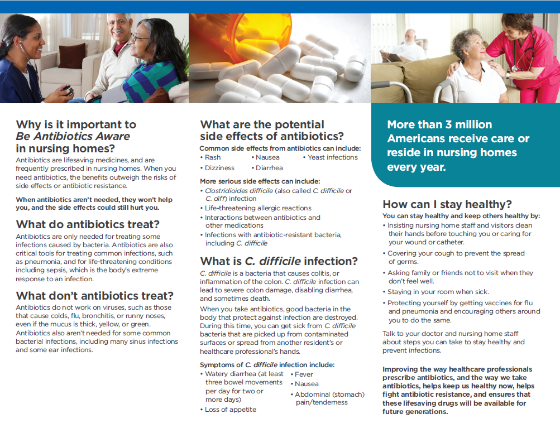 Why is it important to
Be Antibiotics Aware
in nursing homes?
Antibiotics are lifesaving medicines, and are
frequently prescribed in nursing homes. When you
need antibiotics, the benefits outweigh the risks of
side effects or antibiotic resistance.
When antibiotics aren't needed, they won't help
you, and the side effects could still hurt you.
What do antibiotics treat?
Antibiotics are only needed for treating some
infections caused by bacteria. Antibiotics are also
critical tools for treating common infections, such
as pneumonia, and for life-threatening conditions
including sepsis, which is the body's extreme
response to an infection.
What don't antibiotics treat?
Antibiotics do not work on viruses, such as those
that cause colds, flu, bronchitis, or runny noses,
even if the mucus is thick, yellow, or green.
Antibiotics also aren't needed for some common
bacterial infections, including many sinus infections
and some ear infections.
What are the potential
side effects of antibiotics?
Common side effects from antibiotics can include:
• Rash • Nausea • Yeast infections
• Dizziness • Diarrhea
More serious side effects can include:
• Clostridioides difficile (also called C. difficile or
C. diff) infection
• Life-threatening allergic reactions
• Interactions between antibiotics and
other medications
• Infections with antibiotic-resistant bacteria,
including C. difficile
What is C. difficile infection?
C. difficile is a bacteria that causes colitis, or
inflammation of the colon. C. difficile infection can
lead to severe colon damage, disabling diarrhea,
and sometimes death.
When you take antibiotics, good bacteria in the
body that protect against infection are destroyed.
During this time, you can get sick from C. difficile
bacteria that are picked up from contaminated
surfaces or spread from another resident's or
healthcare professional's hands.
Symptoms of C. difficile infection include:
• Watery diarrhea (at least
three bowel movements
per day for two or
more days)
• Loss of appetite
• Fever
• Nausea
• Abdominal (stomach)
pain/tenderness
More than 3 million
Americans receive care or
reside in nursing homes
every year.
How can I stay healthy?
You can stay healthy and keep others healthy by:
• Insisting nursing home staff and visitors clean
their hands before touching you or caring for
your wound or catheter.
• Covering your cough to prevent the spread
of germs.
• Asking family or friends not to visit when they
don't feel well.
• Staying in your room when sick.
• Protecting yourself by getting vaccines for flu
and pneumonia and encouraging others around
you to do the same.
Talk to your doctor and nursing home staff
about steps you can take to stay healthy and
prevent infections.
Improving the way healthcare professionals
prescribe antibiotics, and the way we take
antibiotics, helps keep us healthy now, helps
fight antibiotic resistance, and ensures that
these lifesaving drugs will be available for
future generations.